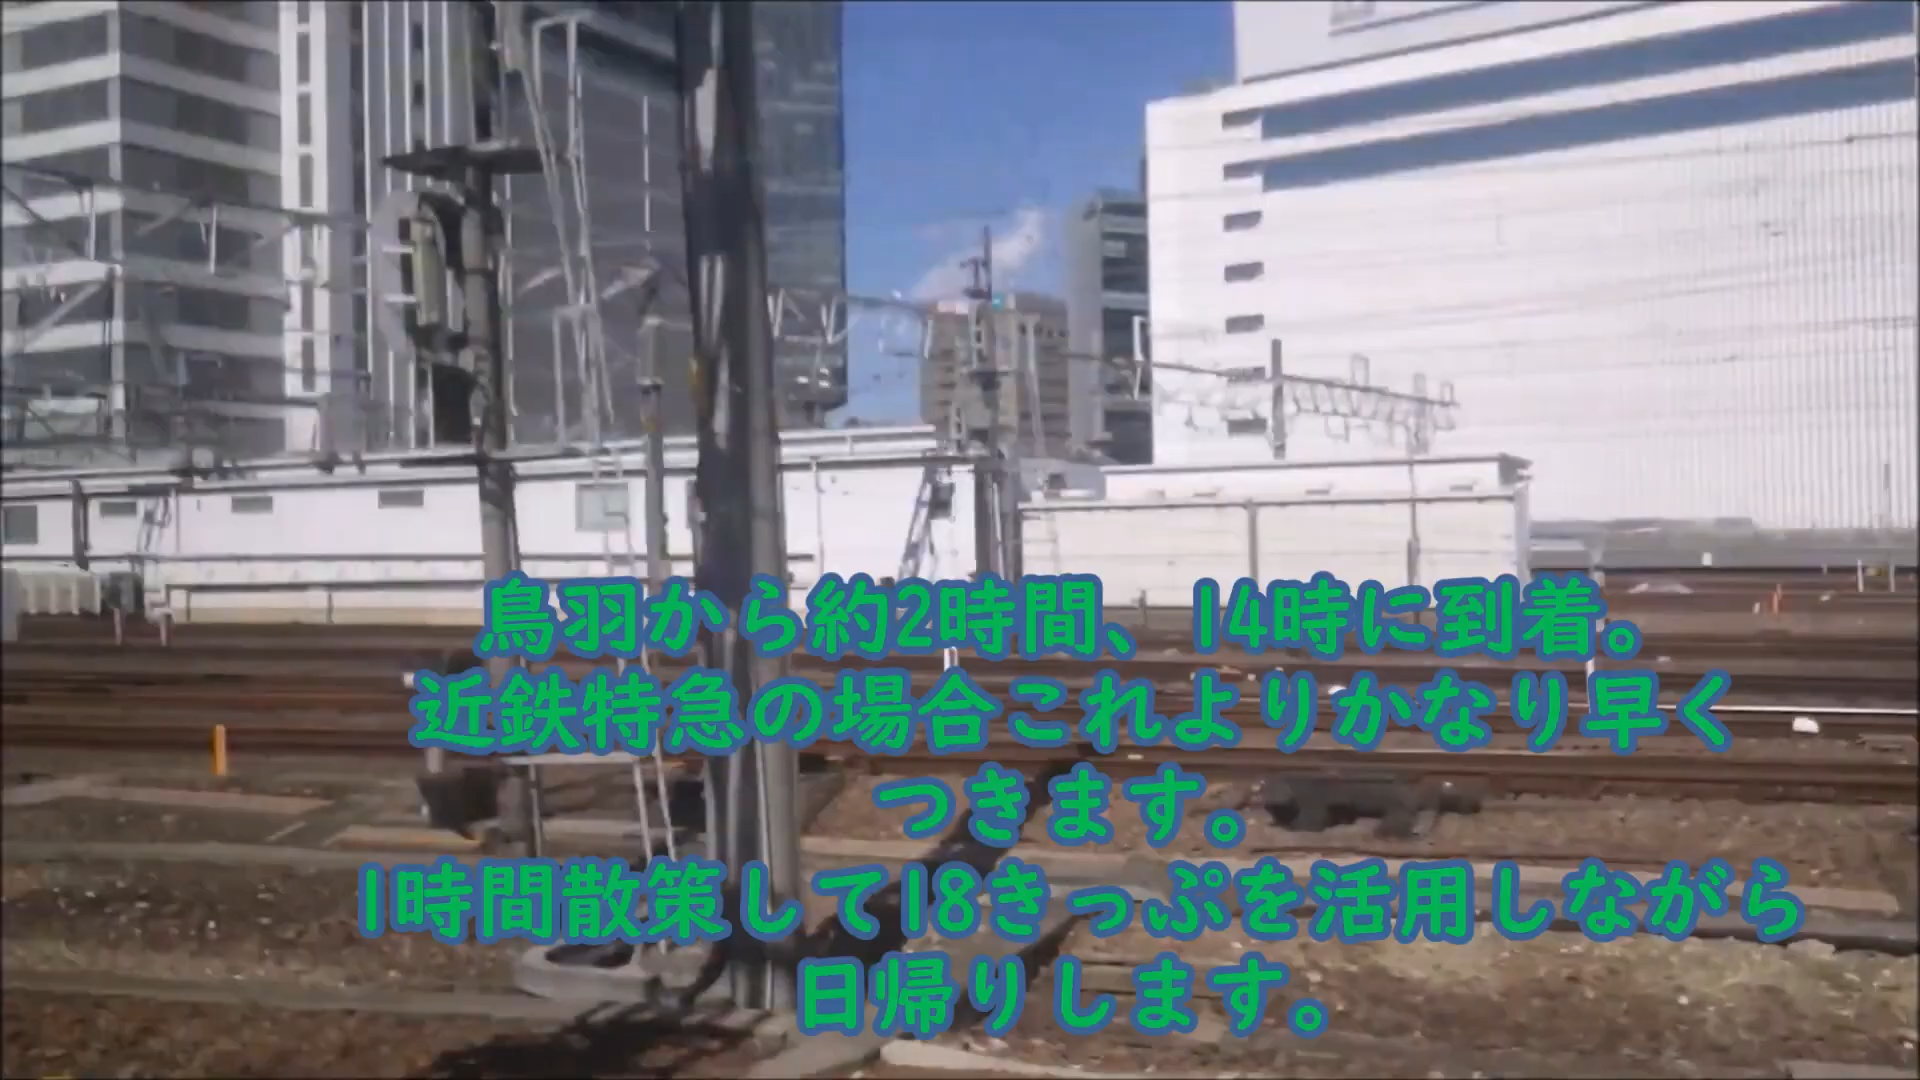 鳥羽から約2時間、14時に到着。
近鉄特急の場合これよりかなり早く
つきます。
1時間散策して18きっぷを活用しながら
日帰りします。